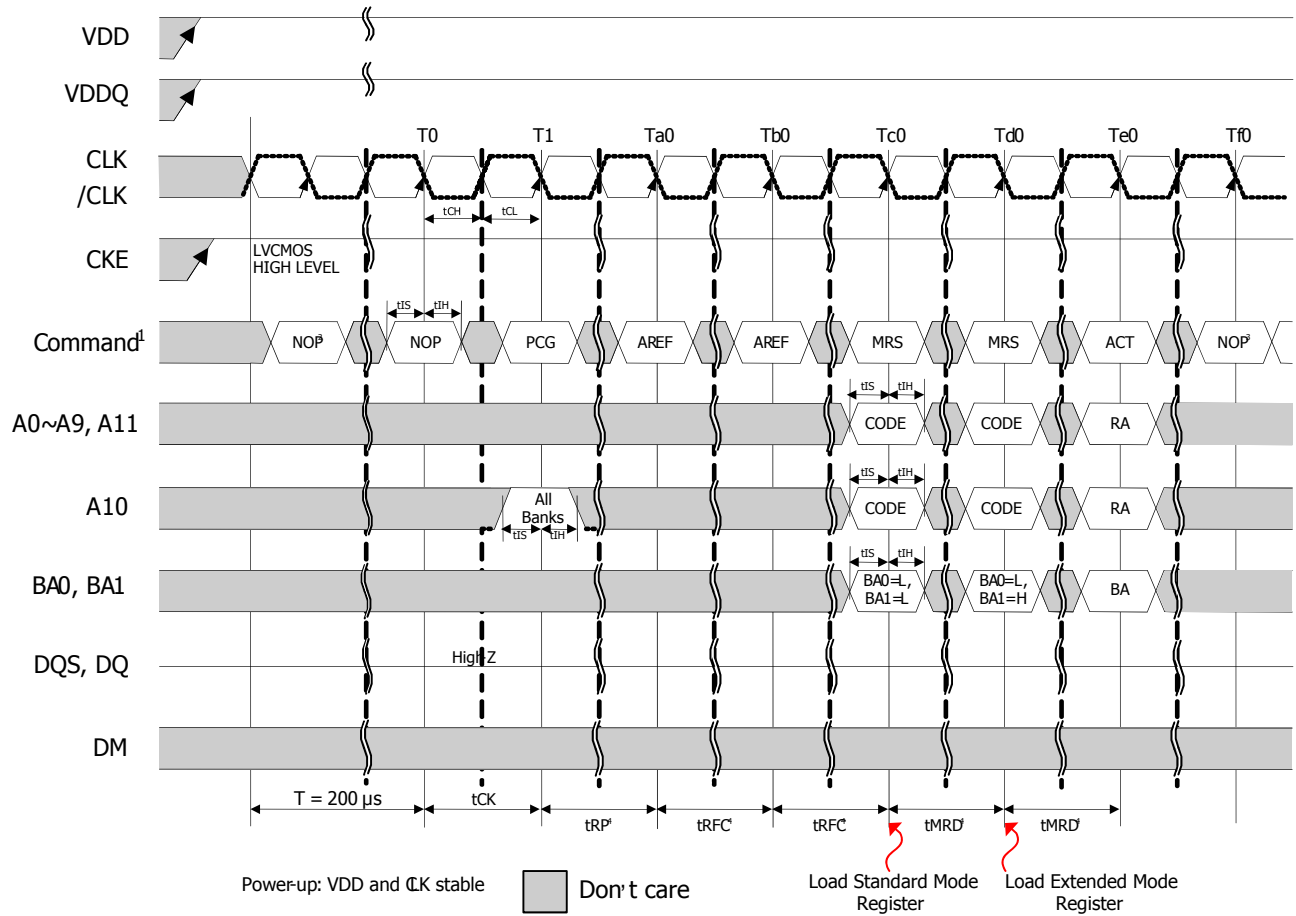 VDD
VDDQ
T0 T1 Ta0 Tb0 Tc0 Td0 Te0 Tf0
CLK
/CLK
tCH tCL
CKE
LVCMOS
HIGH LEVEL
tIS tIH
Command1
NOP3 NOP PCG AREF AREF MRS MRS ACT NOP3
tIS tIH
A0~A9, A11
CODE CODE RA
tIS tIH
A10
All
Banks
CODE CODE RA
tIS tIH
tIS tIH
BA0, BA1
BA0=L,
BA1=L
BA0=L,
BA1=H
BA
DQS, DQ
High-Z
DM
T = 200 µs tCK tRP4 tRFC4 tRFC4 tMRD4 tMRD4
Power-up: VDD and CLK stable
Don't care
Load Standard Mode
Register
Load Extended Mode
Register